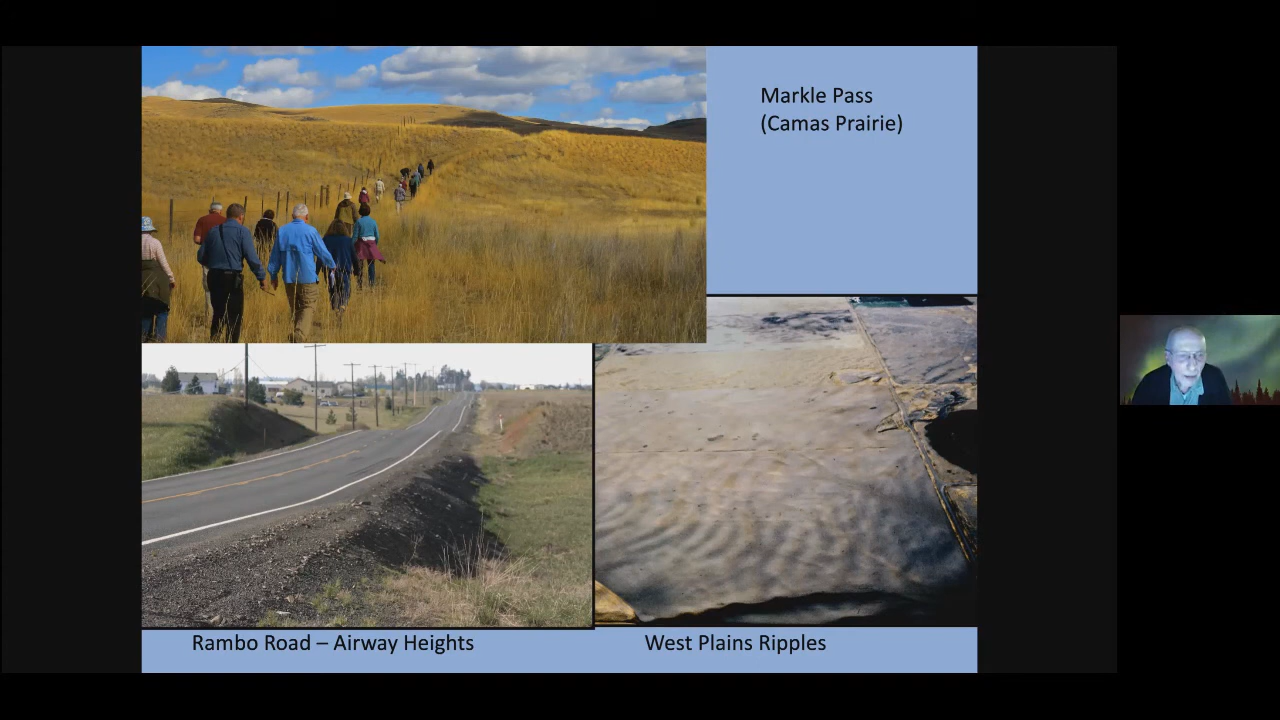 Markle Pass
(Camas Prairie)
Rambo Road – Airway Heights
West Plains Ripples